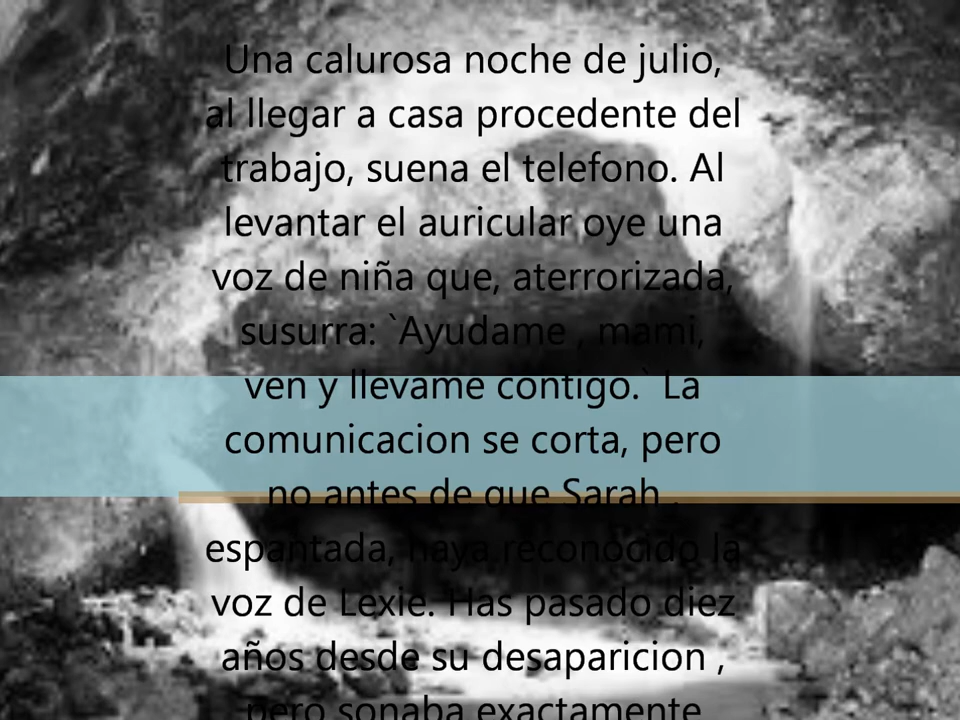 Una calurosa noche de julio,
al llegar a casa procedente del
trabajo, suena el telefono. Al
levantar el auricular oye una
voz de niña que, aterrorizada,
susurra: `Ayudame , mami,
ven y llevame contigo.` La
comunicacion se corta, pero
no antes de que Sarah ,
espantada, haya reconocido la
voz de Lexie. Has pasado diez
años desde su desaparicion ,
pero sonaba exactamente